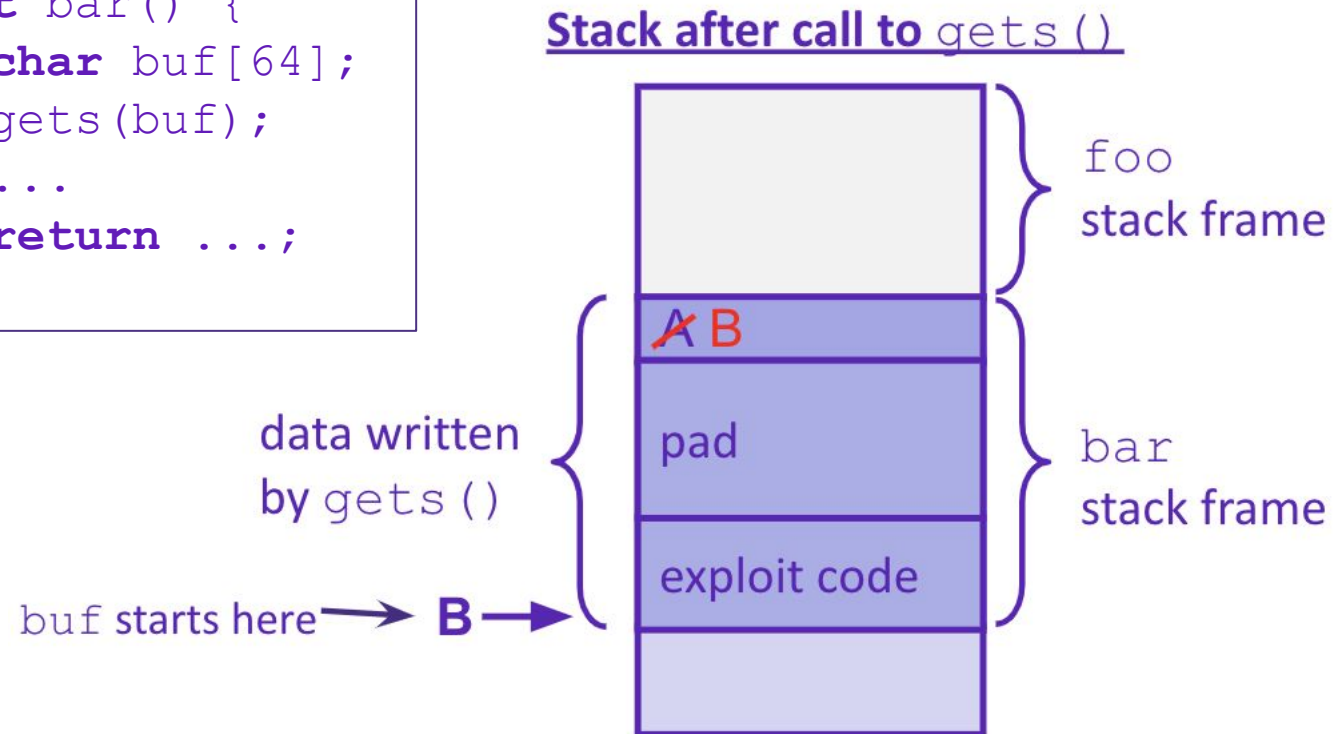 t bar() {
char buf[64];
gets(buf);
...
return ...;
Stack after call to gets()
foo
stack frame
A B
data written
by gets()
pad
bar
stack frame
exploit code
buf starts here B